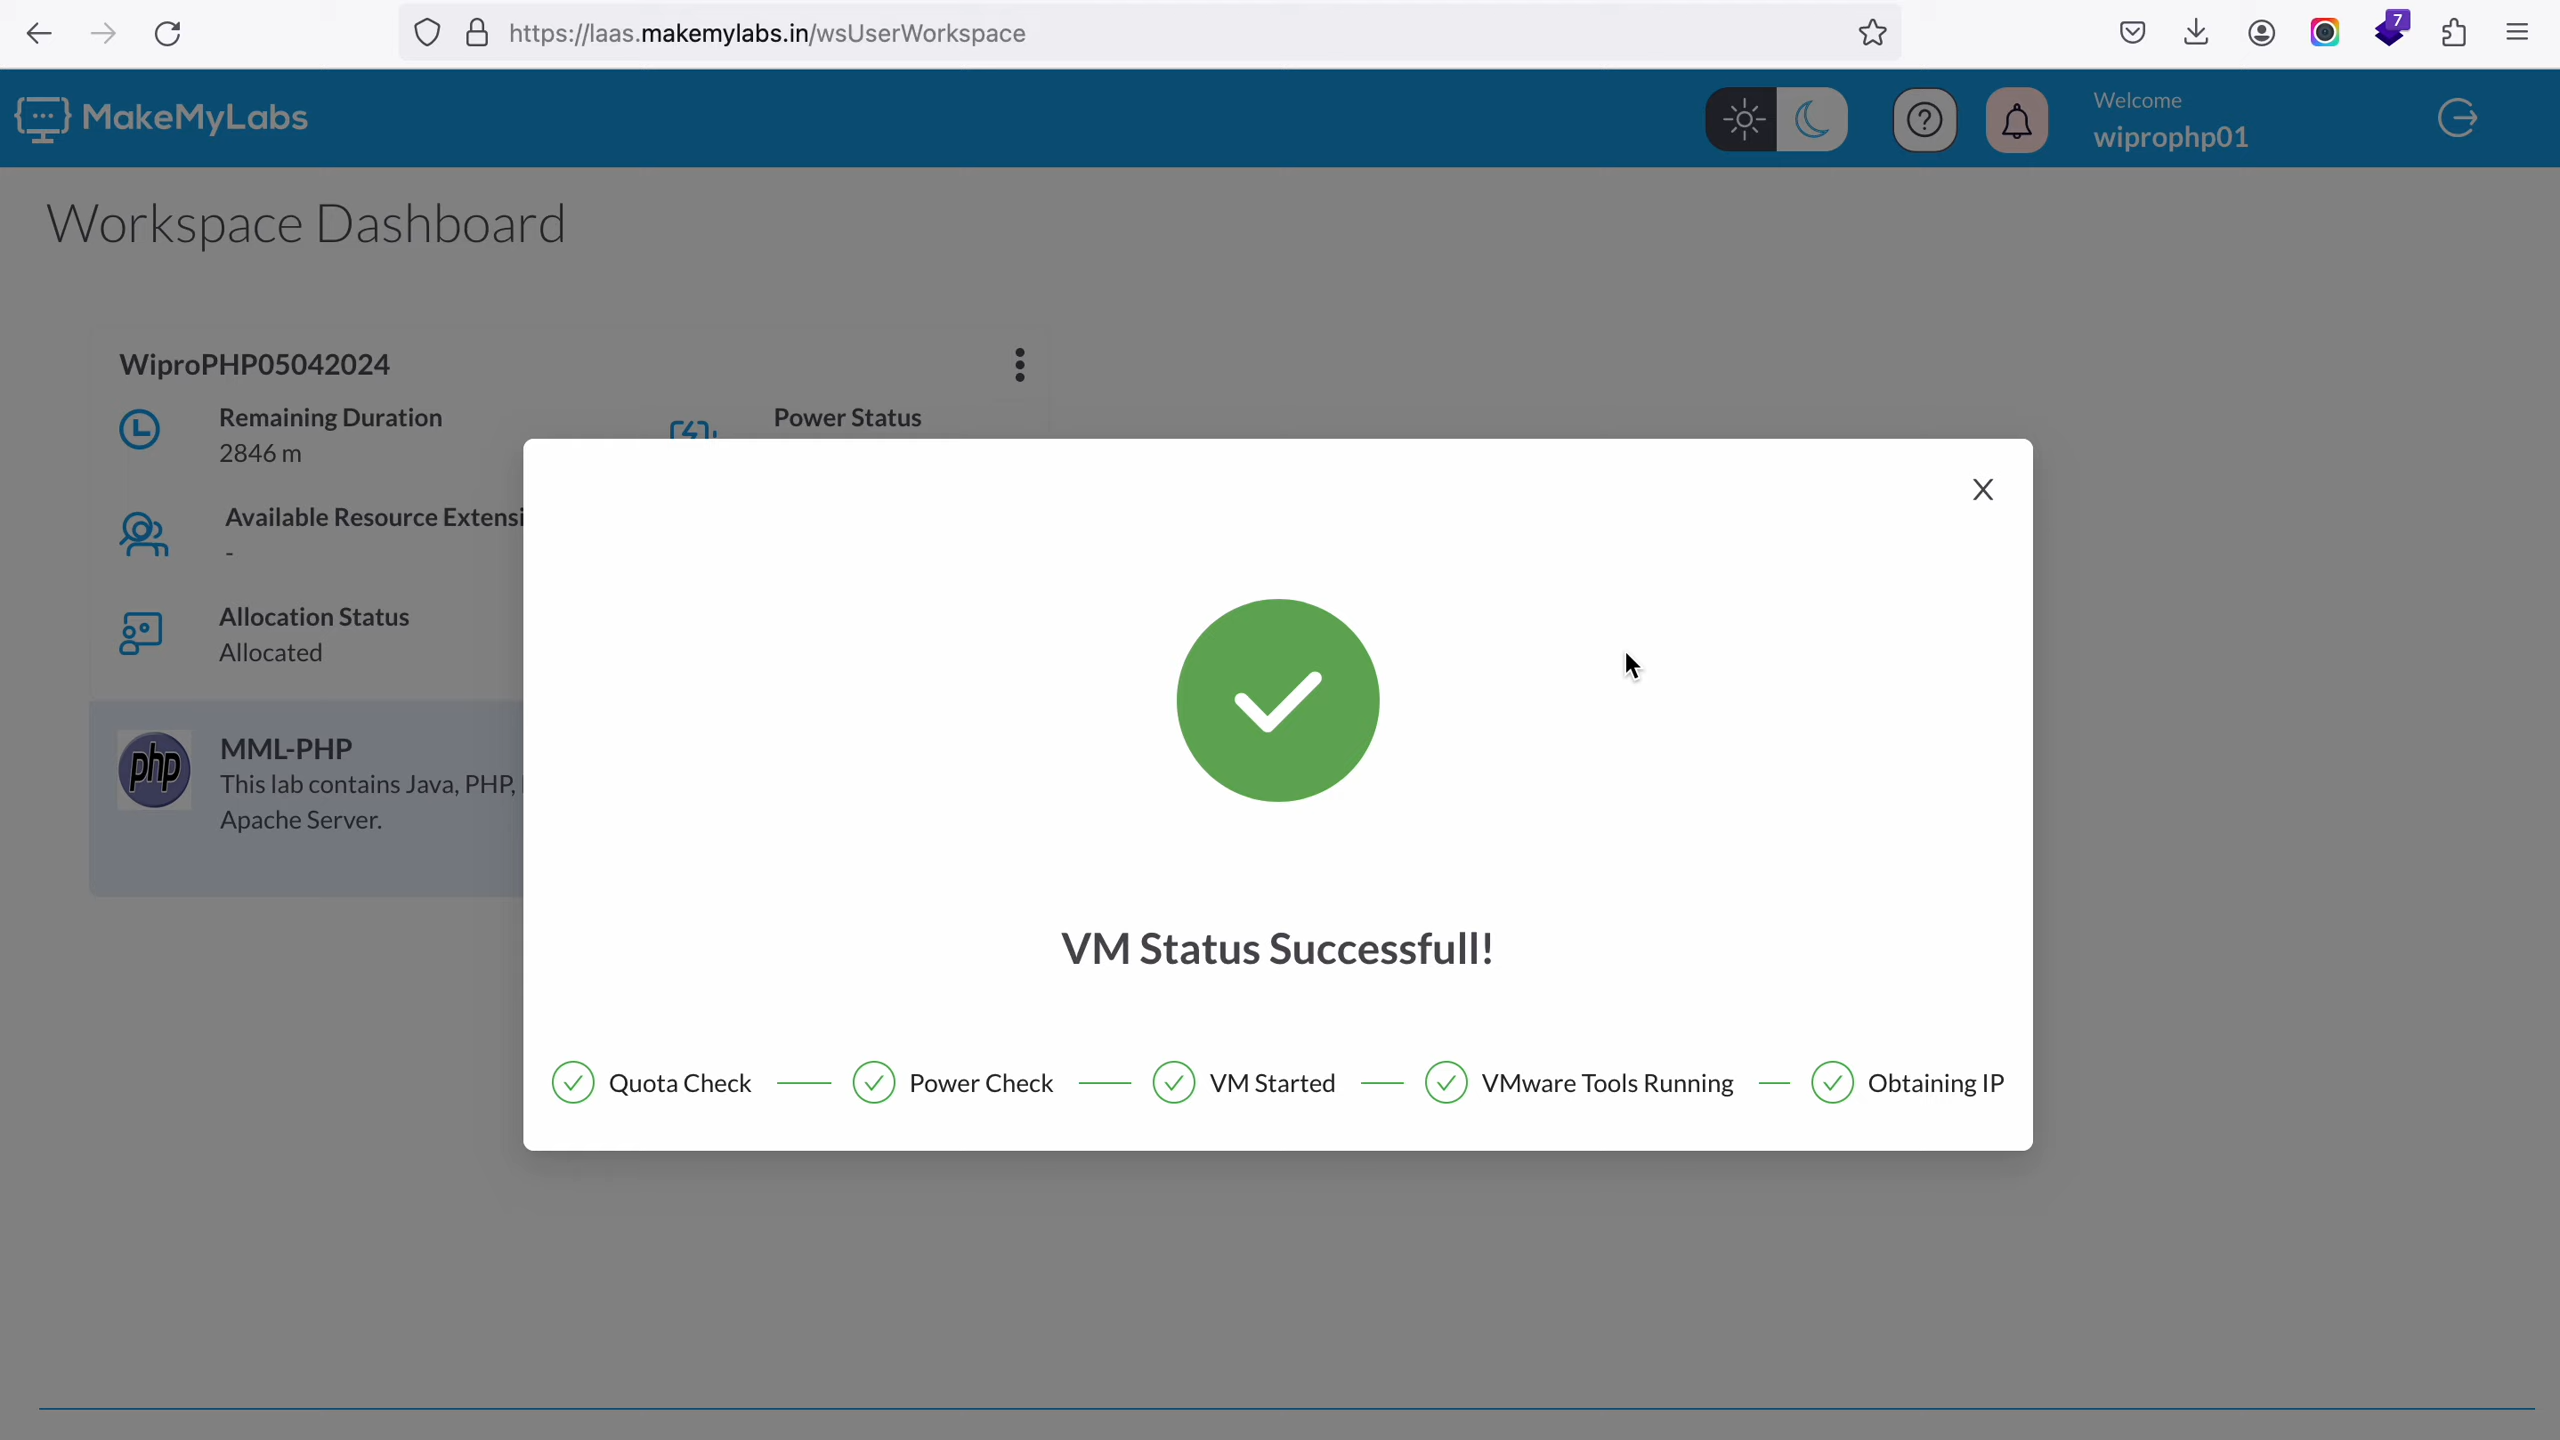 https://laas.makemylabs.in/wsUserWorkspace
7
MakeMyLabs
Welcome
wiprophp01
Workspace Dashboard
WiproPHP05042024
Remaining Duration
2846 m
Power Status
Available Resource Extensi
-
Allocation Status
Allocated
php
MML-PHP
This lab contains Java, PHP,
Apache Server.
X
VM Status Successfull!
Quota Check
Power Check
VM Started
VMware Tools Running
Obtaining IP